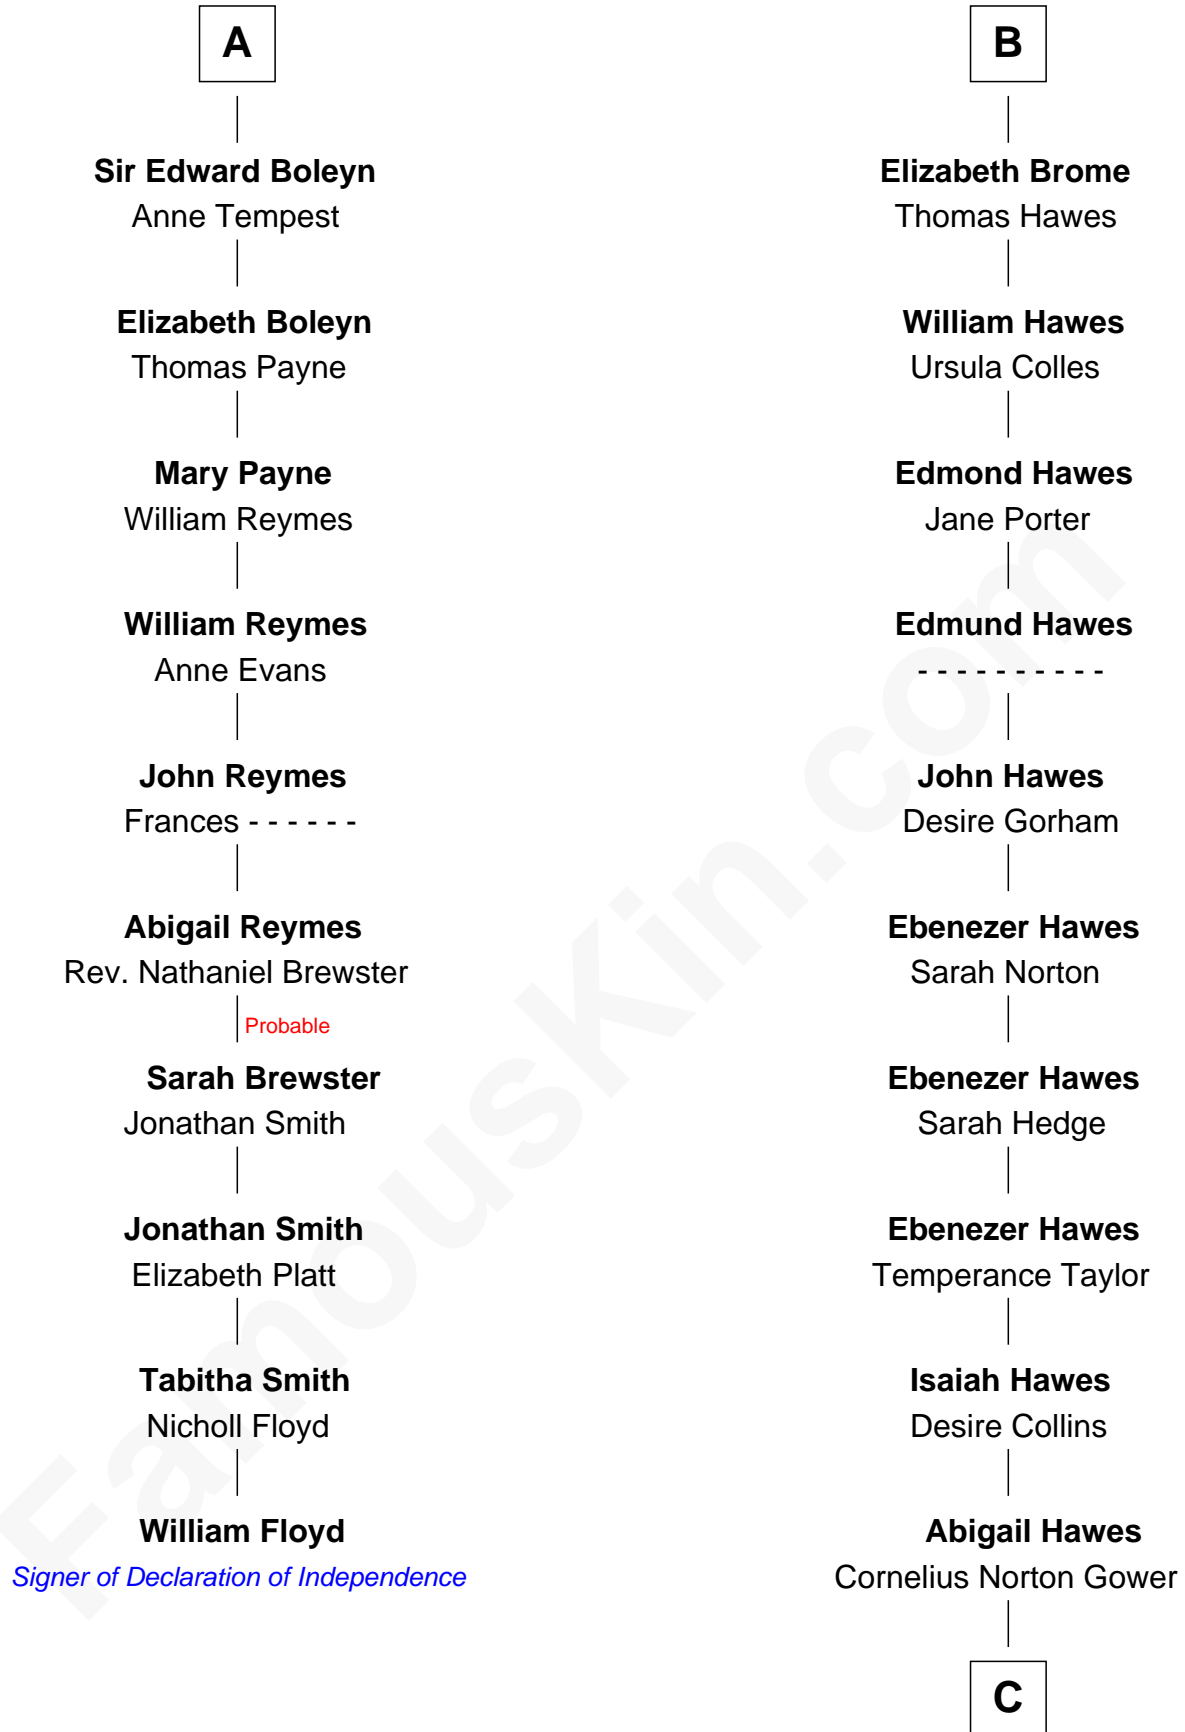 A
Sir Edward Boleyn
Anne Tempest
Elizabeth Boleyn
Thomas Payne
Mary Payne
William Reymes
William Reymes
Anne Evans
John Reymes
Frances - - - - - -
Abigail Reymes
Rev. Nathaniel Brewster
Probable
Sarah Brewster
Jonathan Smith
Jonathan Smith
Elizabeth Platt
Tabitha Smith
Nicholl Floyd
William Floyd
Signer of Declaration of Independence
B
Elizabeth Brome
Thomas Hawes
William Hawes
Ursula Colles
Edmond Hawes
Jane Porter
Edmund Hawes
- - - - - - - - - -
John Hawes
Desire Gorham
Ebenezer Hawes
Sarah Norton
Ebenezer Hawes
Sarah Hedge
Ebenezer Hawes
Temperance Taylor
Isaiah Hawes
Desire Collins
Abigail Hawes
Cornelius Norton Gower
C
FamousKin.com